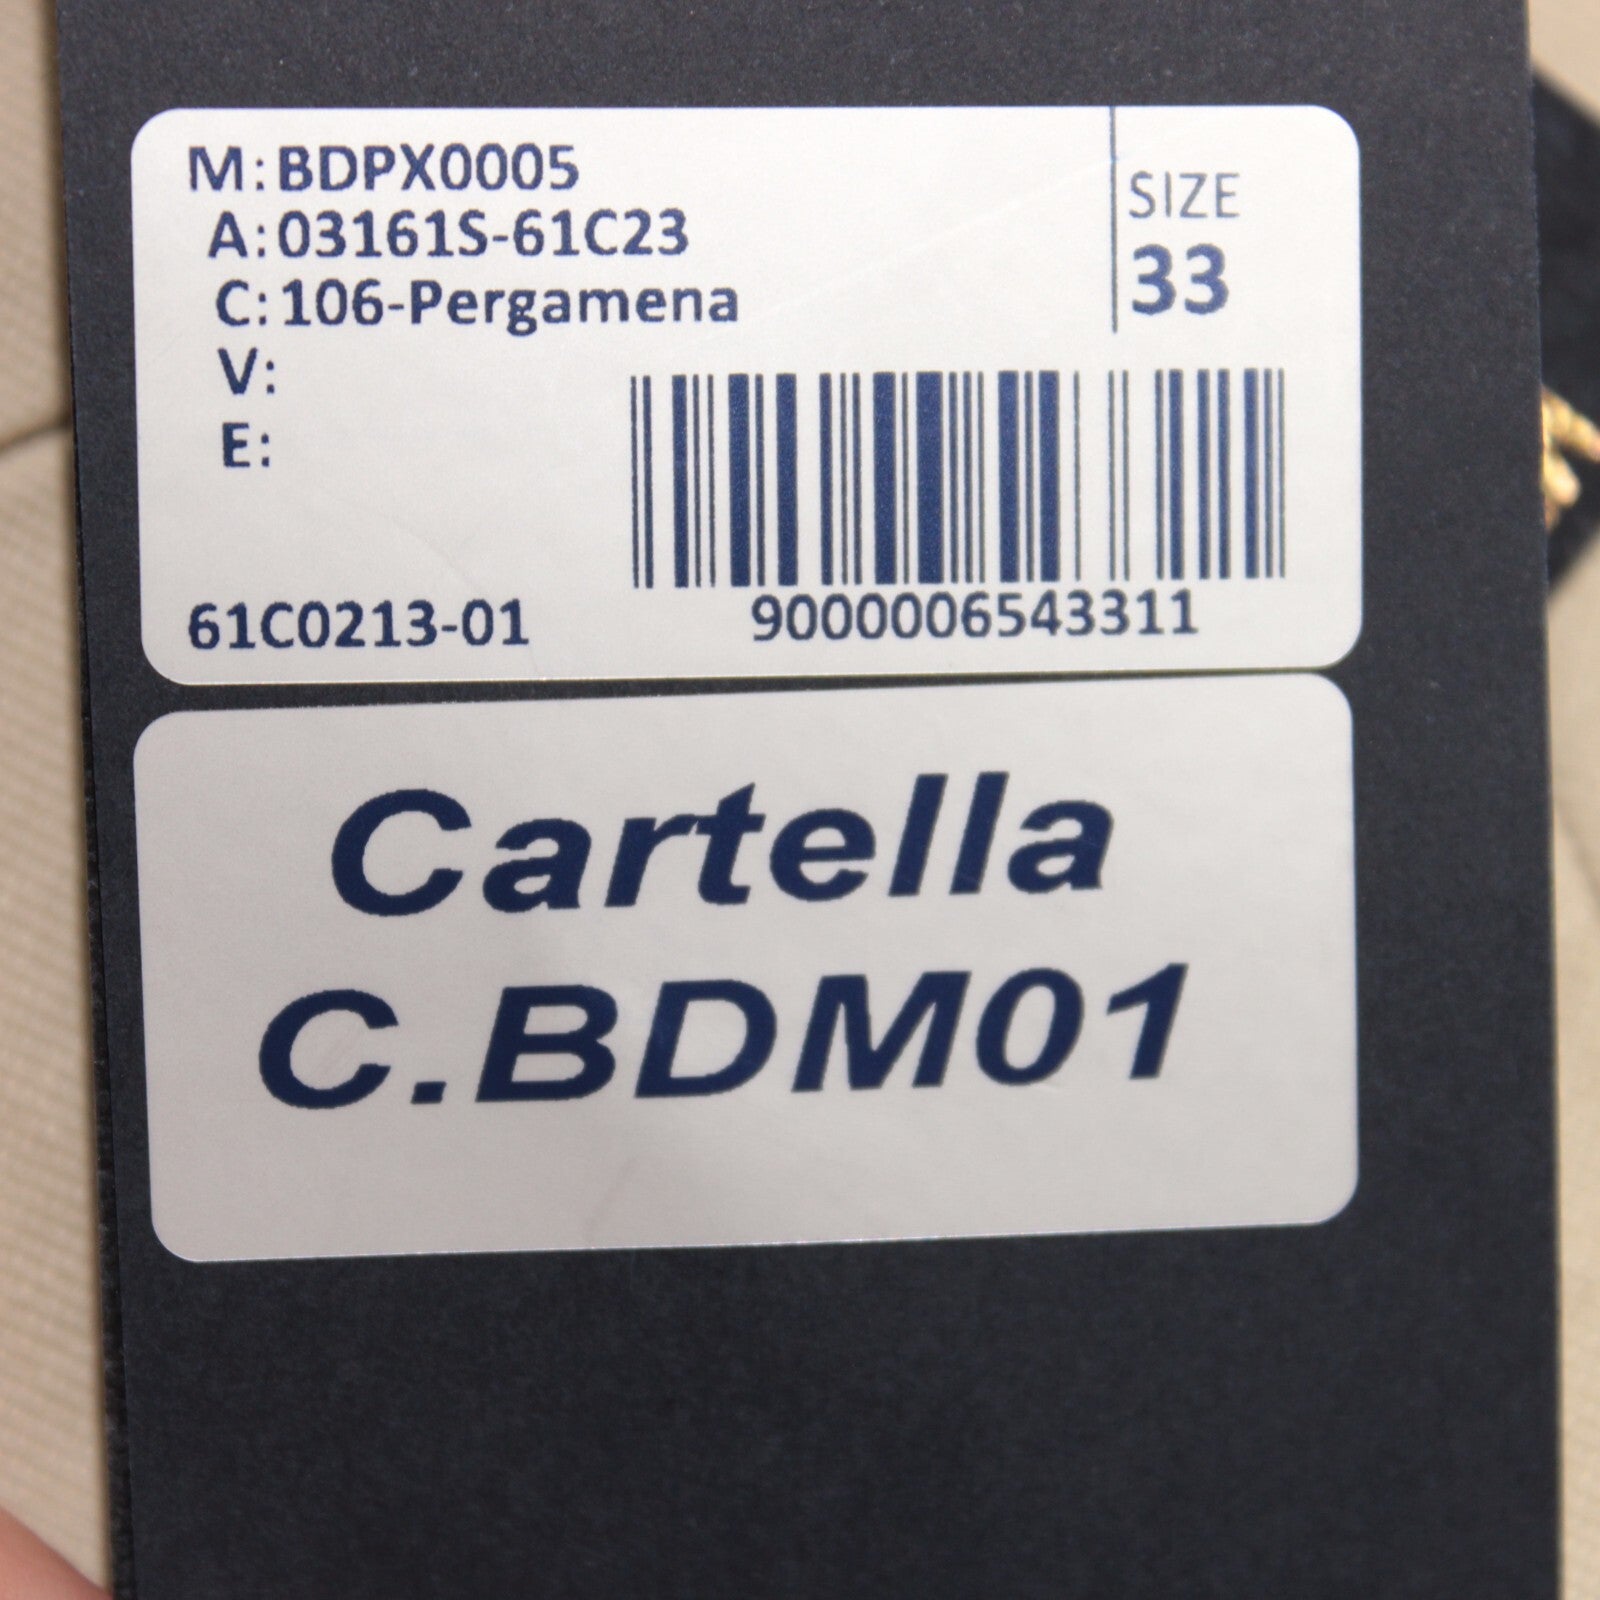 M: BDPX0005
A: 03161S-61C23
C: 106-Pergamena
V:
E:
SIZE
33
61C0213-01
9000006543311
Cartella
C.BDM01